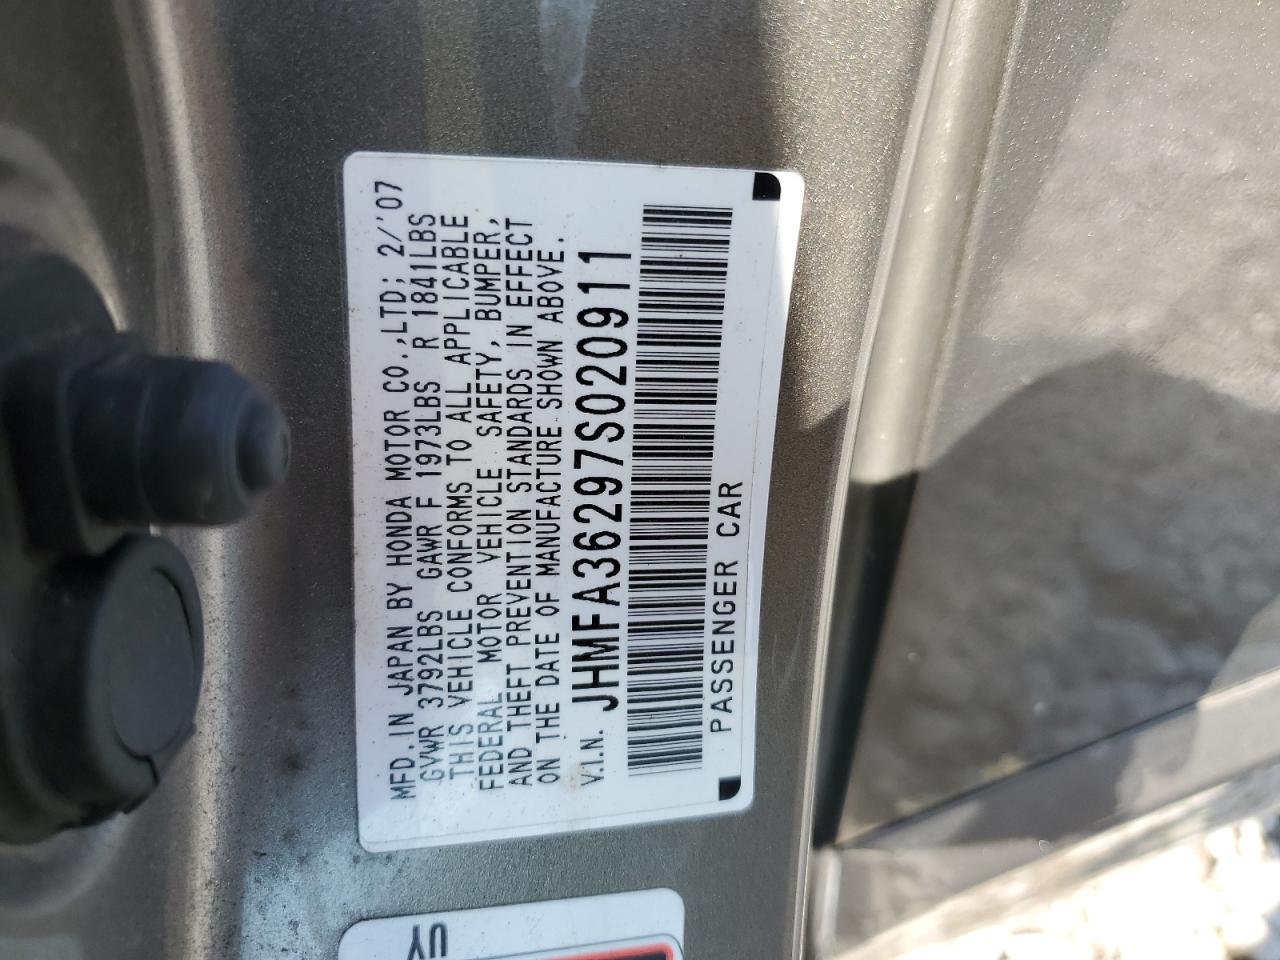 MFD.IN JAPAN BY HONDA MOTOR CO.,LTD; 2/'07
GVWR 3792LBS GAWR F 1973LBS R 1841LBS
THIS VEHICLE CONFORMS TO ALL APPLICABLE
FEDERAL MOTOR VEHICLE SAFETY, BUMPER,
AND THEFT PREVENTION STANDARDS IN EFFECT
ON THE DATE OF MANUFACTURE SHOWN ABOVE.
V.I.N. JHMFA36297S020911
PASSENGER CAR
UY